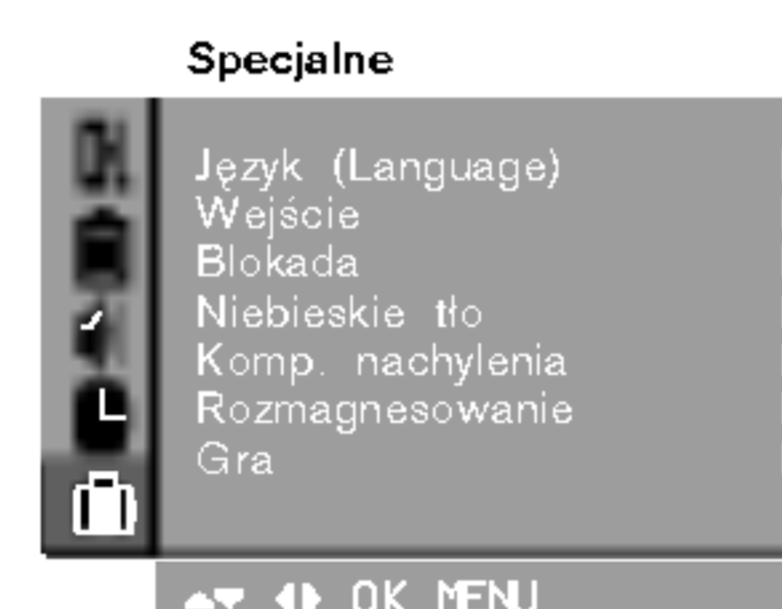 Specjalne
Język (Language)
Wejście
Blokada
Niebieskie tło
Komp. nachylenia
Rozmagnesowanie
Gra
OK MENU